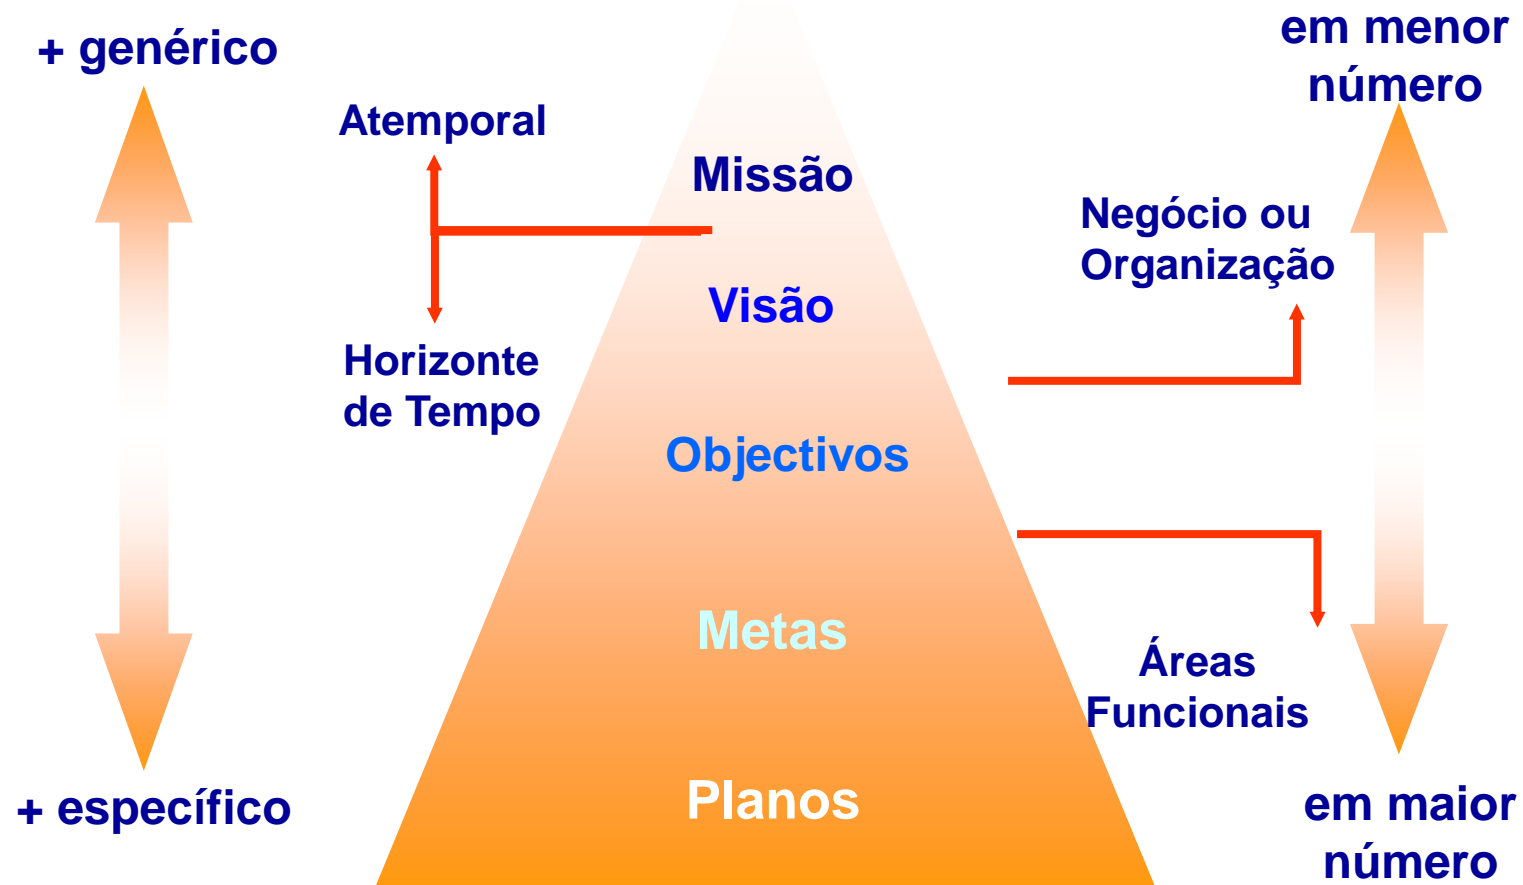 + genérico
em menor
número
Atemporal
Missão
Negócio ou
Organização
Visão
Horizonte
de Tempo
Objectivos
Metas
Áreas
Funcionais
Planos
+ específico
em maior
número